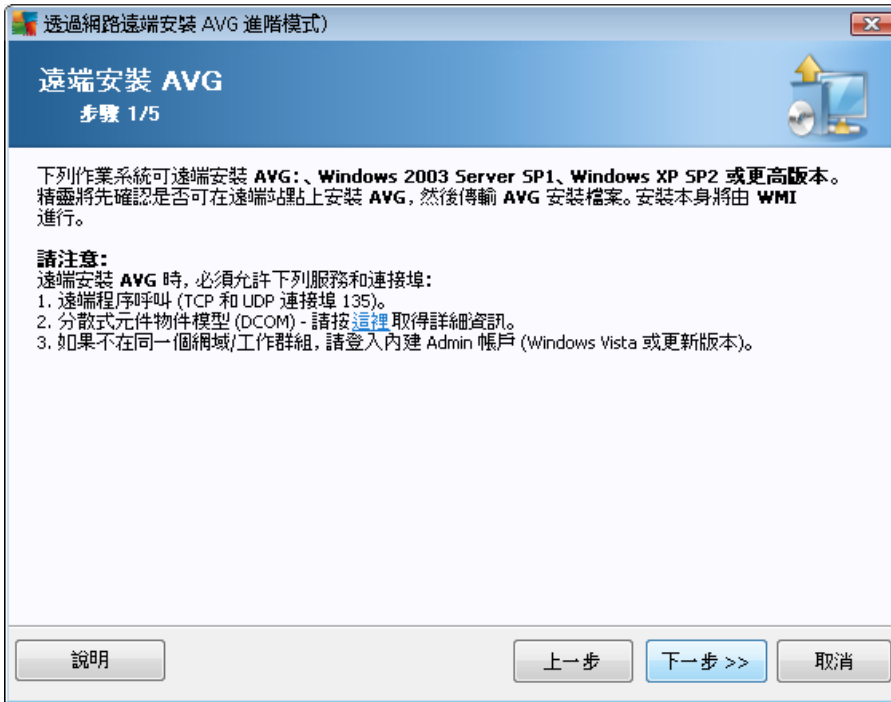 透過網路遠端安裝 AVG 進階模式)
遠端安裝 AVG
步驟 1/5
下列作業系統可遠端安裝 AVG:、Windows 2003 Server SP1、Windows XP SP2 或更高版本。
精靈將先確認是否可在遠端站點上安裝 AVG, 然後傳輸 AVG 安裝檔案。安裝本身將由 WMI
進行。
請注意:
遠端安裝 AVG 時, 必須允許下列服務和連接埠:
1. 遠端程序呼叫 (TCP 和 UDP 連接埠 135)。
2. 分散式元件物件模型 (DCOM) - 請按這裡取得詳細資訊。
3. 如果不在同一個網域/工作群組, 請登入內建 Admin 帳戶 (Windows Vista 或更新版本)。
說明
上一步
下一步 >>
取消